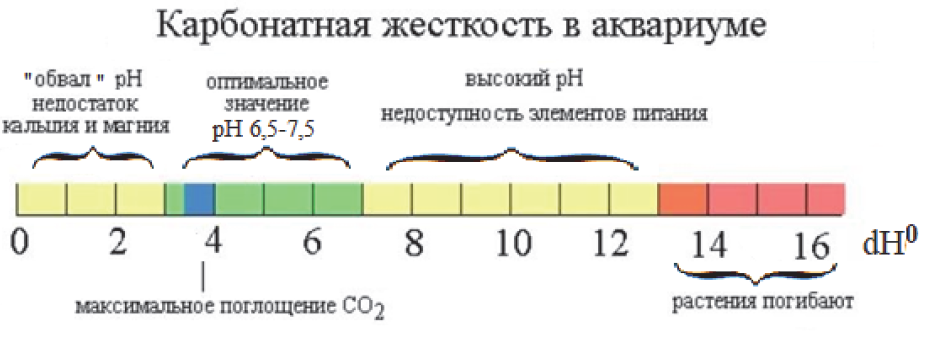 Карбонатная жесткость в аквариуме
"обвал" pH
недостаток
кальция и магния
оптимальное
значение
pH 6,5-7,5
высокий pH
недоступность элементов питания
0 2 4 6 8 10 12 14 16 dH⁰
максимальное поглощение CO₂
растения погибают